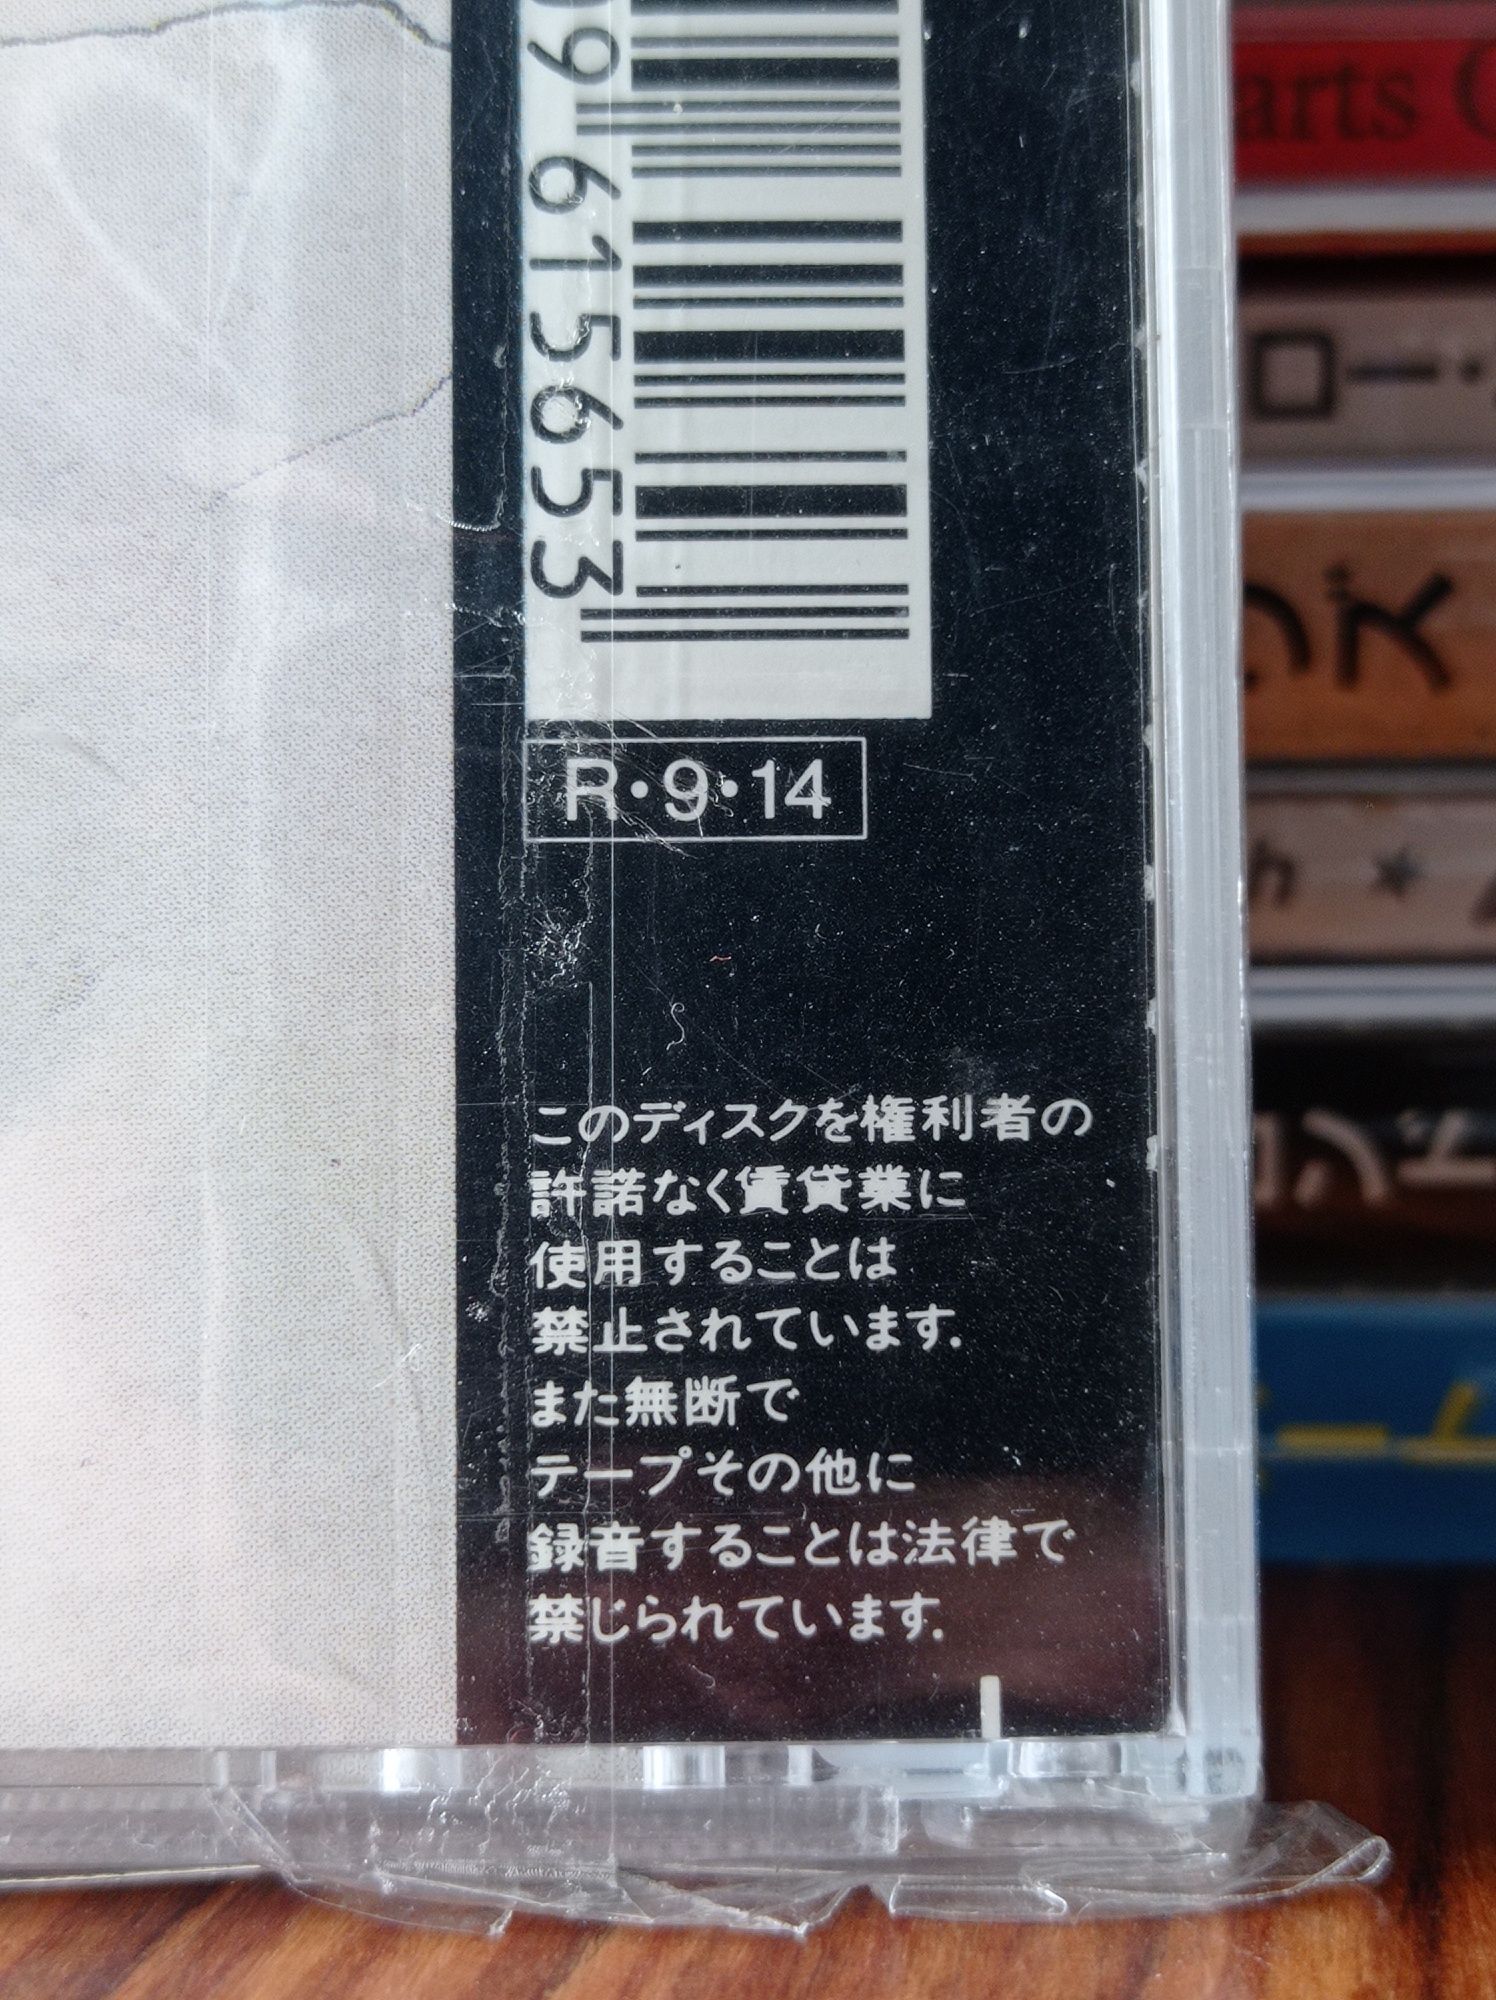 9 615653
R・9・14
このディスクを権利者の
許諾なく賃貸業に
使用することは
禁止されています.
また無断で
テープその他に
録音することは法律で
禁じられています.
arts
ロー・